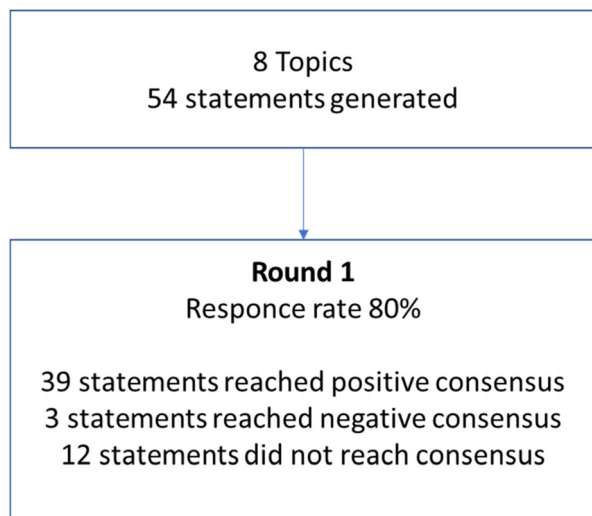 8 Topics
54 statements generated
Round 1
Responce rate 80%
39 statements reached positive consensus
3 statements reached negative consensus
12 statements did not reach consensus